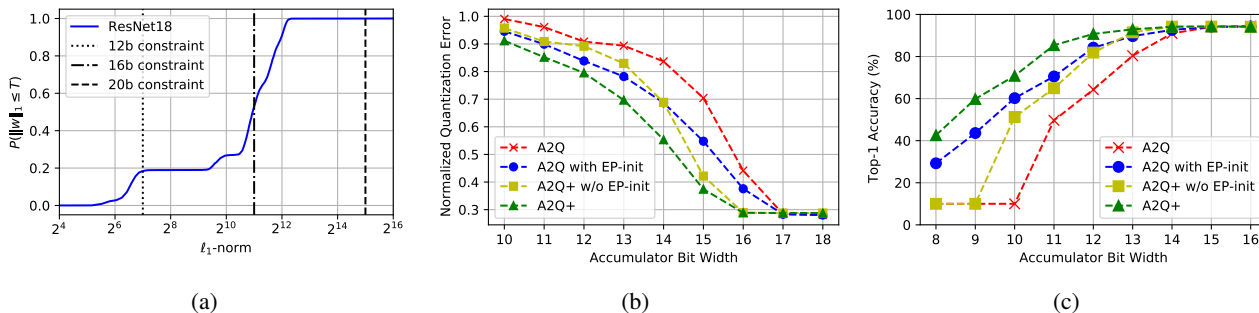 P(‖w‖₁ ≤ T)
1.0
0.8
0.6
0.4
0.2
0.0
ResNet18
12b constraint
16b constraint
20b constraint
2⁴ 2⁶ 2⁸ 2¹⁰ 2¹² 2¹⁴ 2¹⁶
ℓ₁-norm
(a)
Normalized Quantization Error
1.0
0.9
0.8
0.7
0.6
0.5
0.4
0.3
A2Q
A2Q with EP-init
A2Q+ w/o EP-init
A2Q+
10 11 12 13 14 15 16 17 18
Accumulator Bit Width
(b)
Top-1 Accuracy (%)
100
80
60
40
20
0
A2Q
A2Q with EP-init
A2Q+ w/o EP-init
A2Q+
8 9 10 11 12 13 14 15 16
Accumulator Bit Width
(c)